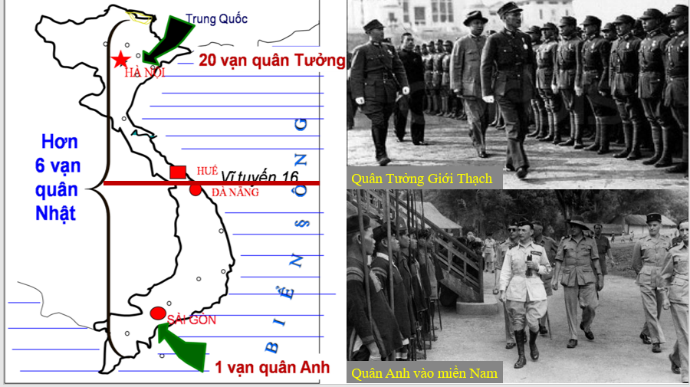 Trung Quốc
20 vạn quân Tưởng
HÀ NỘI
Hơn
6 vạn
quân
Nhật
HUẾ
Vĩ tuyến 16
ĐÀ NẴNG
BIỂN ĐÔNG
SÀI GÒN
1 vạn quân Anh
Quân Tưởng Giới Thạch
Quân Anh vào miền Nam